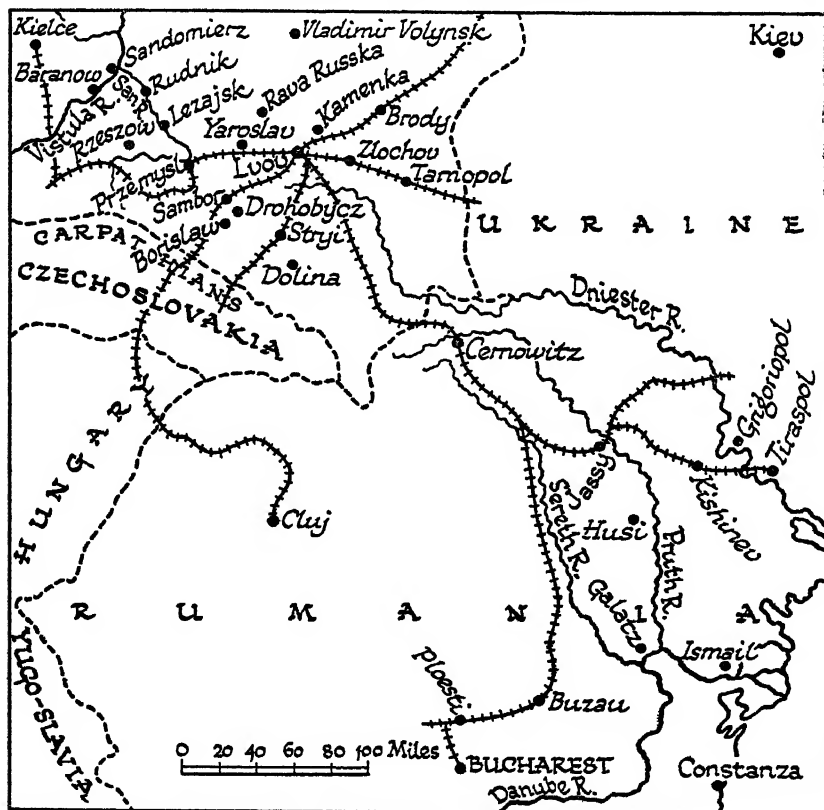 Kielce
Sandomierz
Vladimir Volynsk
Kiev
Baranow
Rudnik
Rava Russka
Kamenka
Vistula R.
San R.
Lezajsk
Brody
Rzeszow
Yaroslav
Lvov
Zlochov
Przemysl
Tarnopol
Sambor
Drohobycz
UKRAINE
CARPATHIANS
Borislaw
Stryj
CZECHOSLOVAKIA
Dolina
Dniester R.
Cernowitz
Grigoriopol
HUNGARY
Tiraspol
Jassy
Kishinev
Cluj
Sereth R.
Husi
Pruth R.
RUMANIA
Galatz
Ismail
YUGO-SLAVIA
Ploesti
Buzau
0 20 40 60 80 100 Miles
BUCHAREST
Constanza
Danube R.